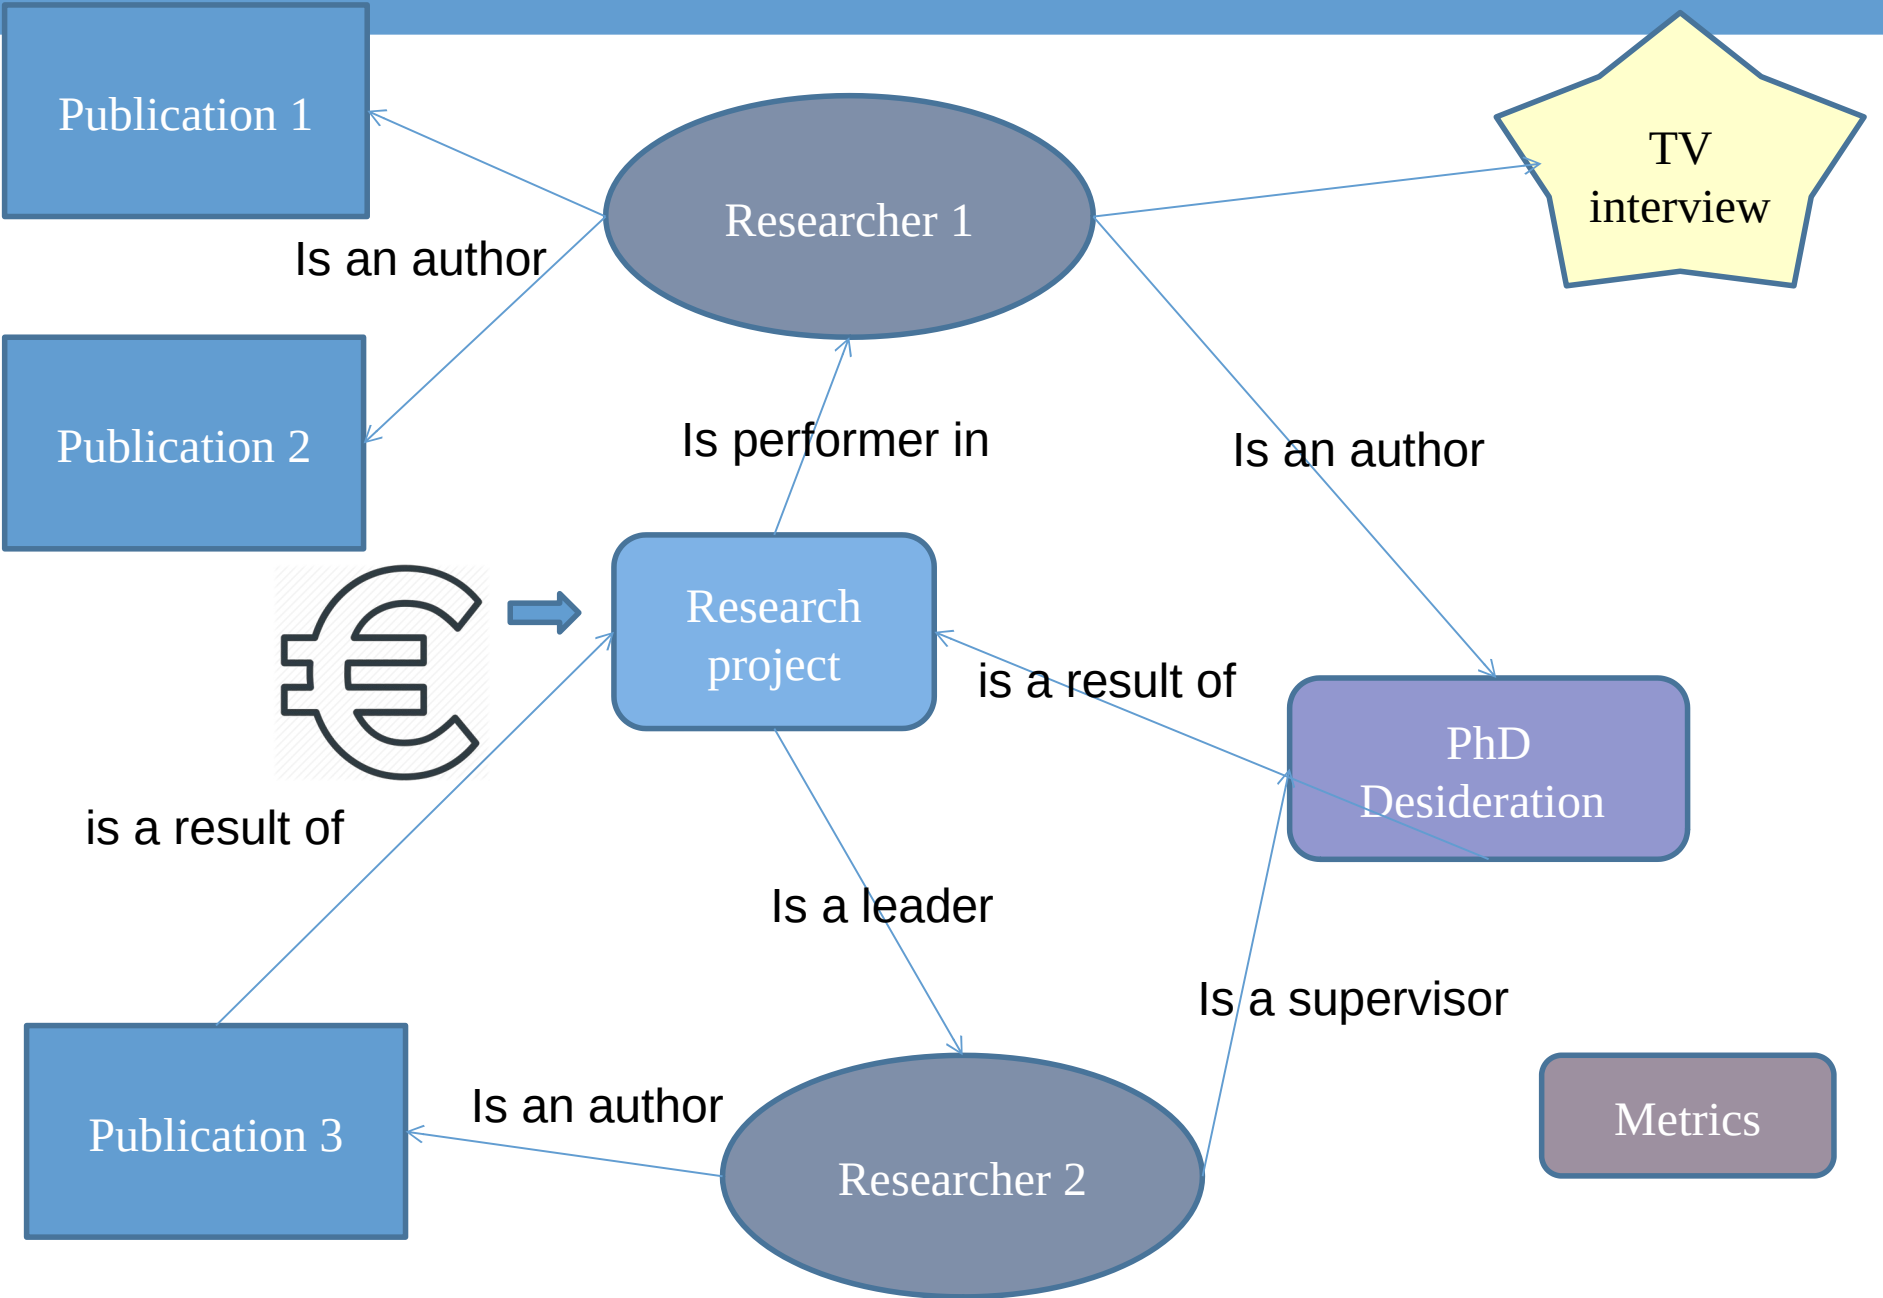 Publication 1
TV
interview
Researcher 1
Is an author
Publication 2
Is performer in
Is an author
€
Research
project
is a result of
PhD
Desideration
is a result of
Is a leader
Is a supervisor
Is an author
Publication 3
Researcher 2
Metrics